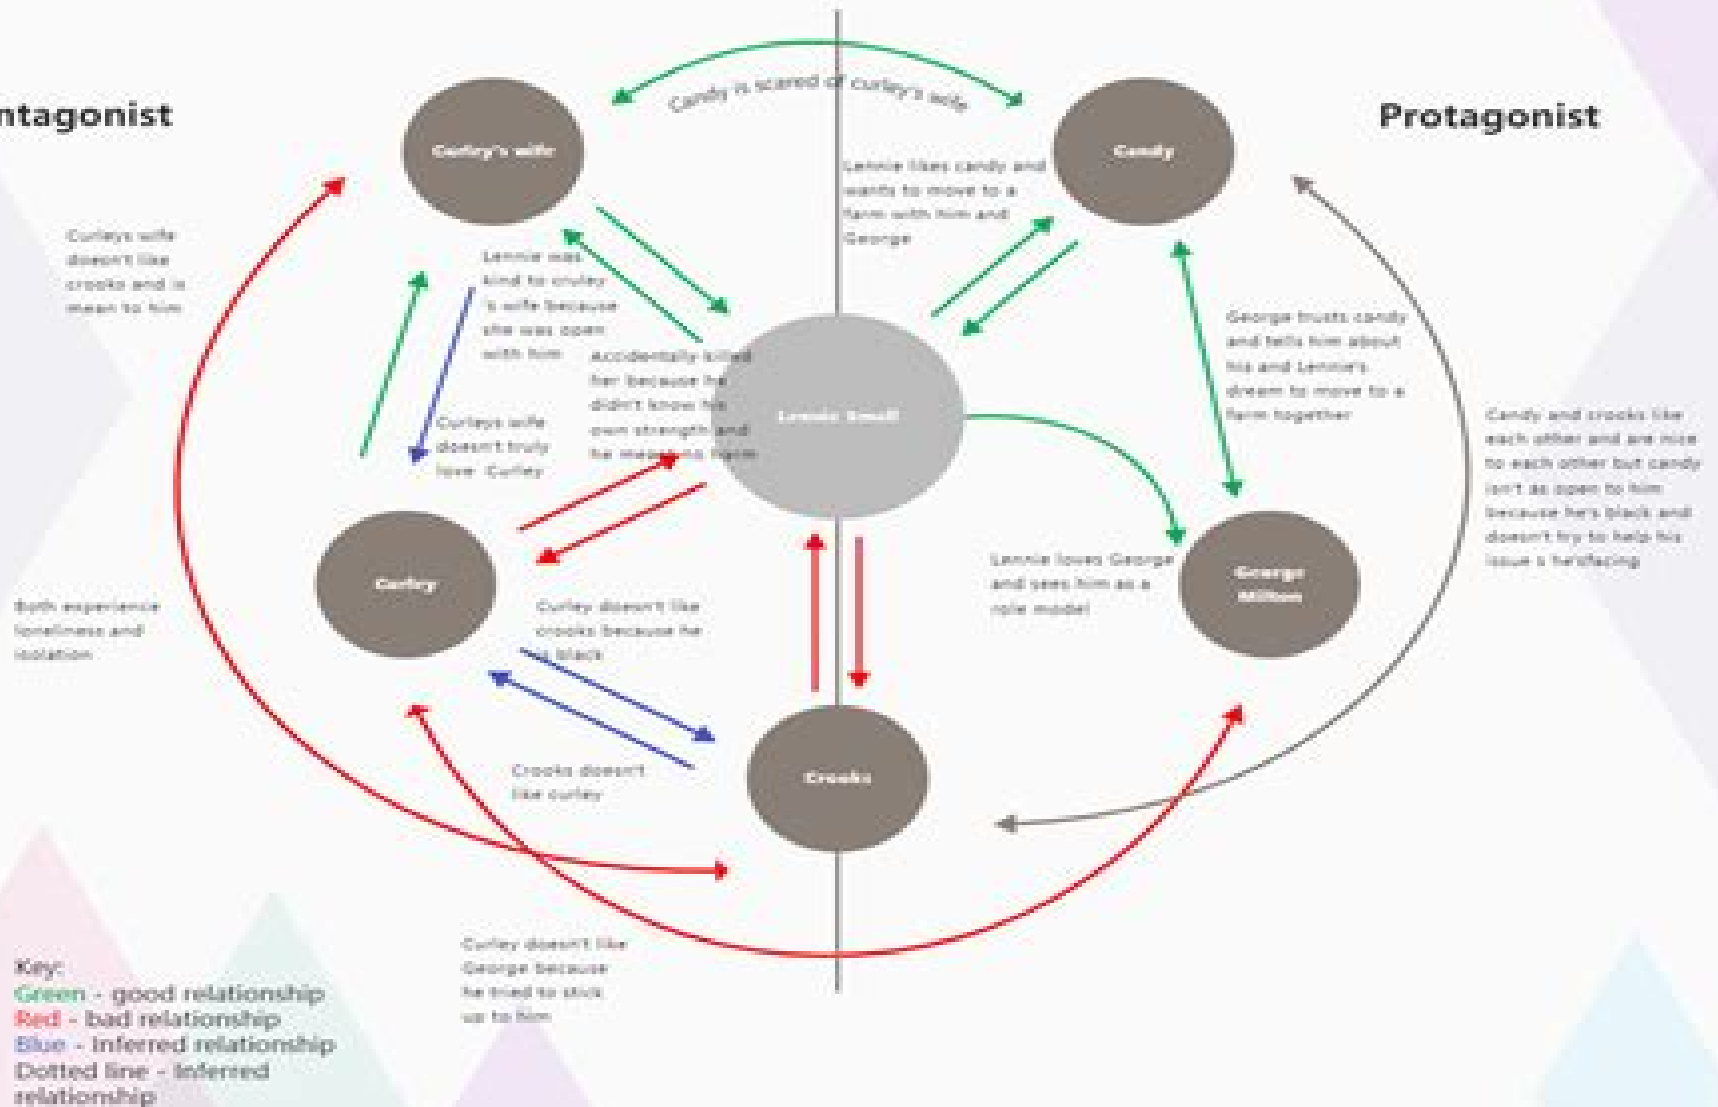 ntagonist
Protagonist
Candy is scared of curley's wife
Curley's wife
Candy
Lennie likes candy and
wants to move to a
farm with him and
George
Curleys wife
doesn't like
crooks and is
mean to him
Lennie was
kind to cruley
's wife because
she was open
with him
Accidentally killed
her because he
didn't know his
own strength and
he meant no harm
George trusts candy
and tells him about
his and Lennie's
dream to move to a
farm together
Lennie Small
Curleys wife
doesn't truly
love Curley
Candy and crooks like
each other and are nice
to each other but candy
isn't as open to him
because he's black and
doesn't try to help his
issue s he'sfacing
Lennie loves George
and sees him as a
role model
George
Milton
Curley
Both experience
loneliness and
isolation
Curley doesn't like
crooks because he
is black
Crooks doesn't
like curley
Crooks
Curley doesn't like
George because
he tried to stick
up to him
Key:
Green - good relationship
Red - bad relationship
Blue - Inferred relationship
Dotted line - Inferred
relationship